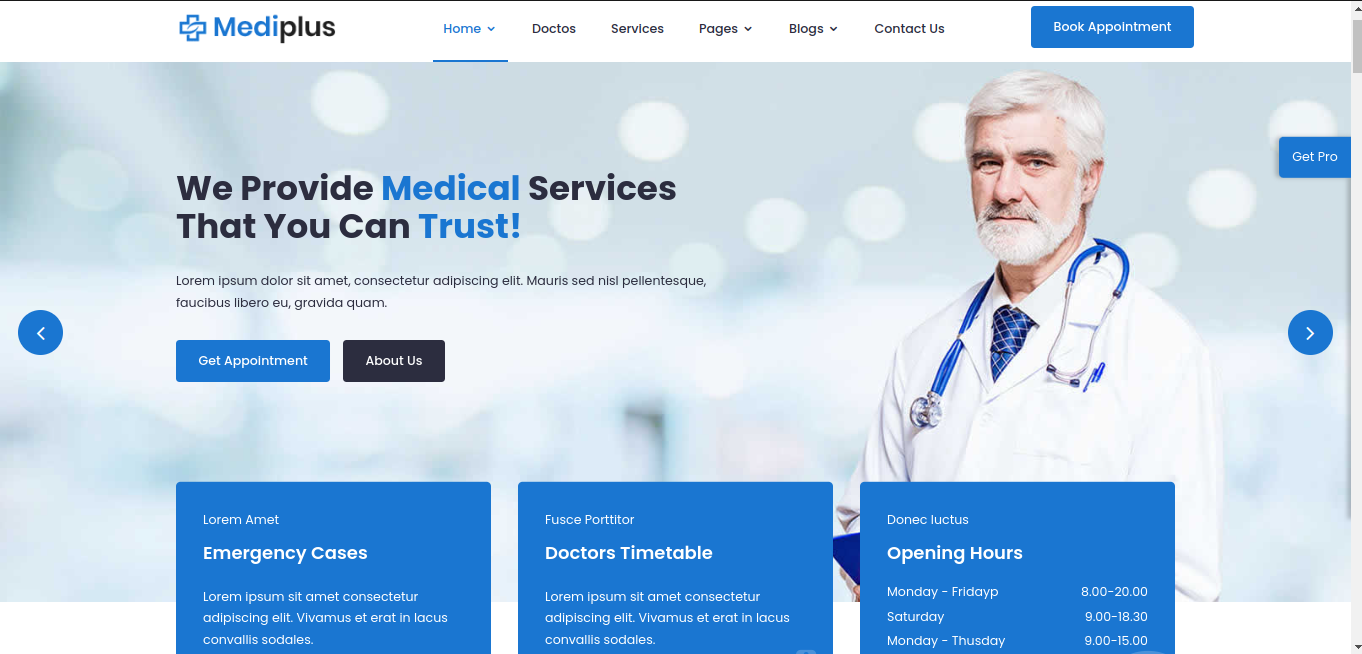 Mediplus
Home
Doctos
Services
Pages
Blogs
Contact Us
Book Appointment
Get Pro
We Provide Medical Services
That You Can Trust!
Lorem ipsum dolor sit amet, consectetur adipiscing elit. Mauris sed nisl pellentesque,
faucibus libero eu, gravida quam.
Get Appointment
About Us
Lorem Amet
Emergency Cases
Lorem ipsum sit amet consectetur
adipiscing elit. Vivamus et erat in lacus
convallis sodales.
Fusce Porttitor
Doctors Timetable
Lorem ipsum sit amet consectetur
adipiscing elit. Vivamus et erat in lacus
convallis sodales.
Donec luctus
Opening Hours
Monday - Fridayp 8.00-20.00
Saturday 9.00-18.30
Monday - Thusday 9.00-15.00